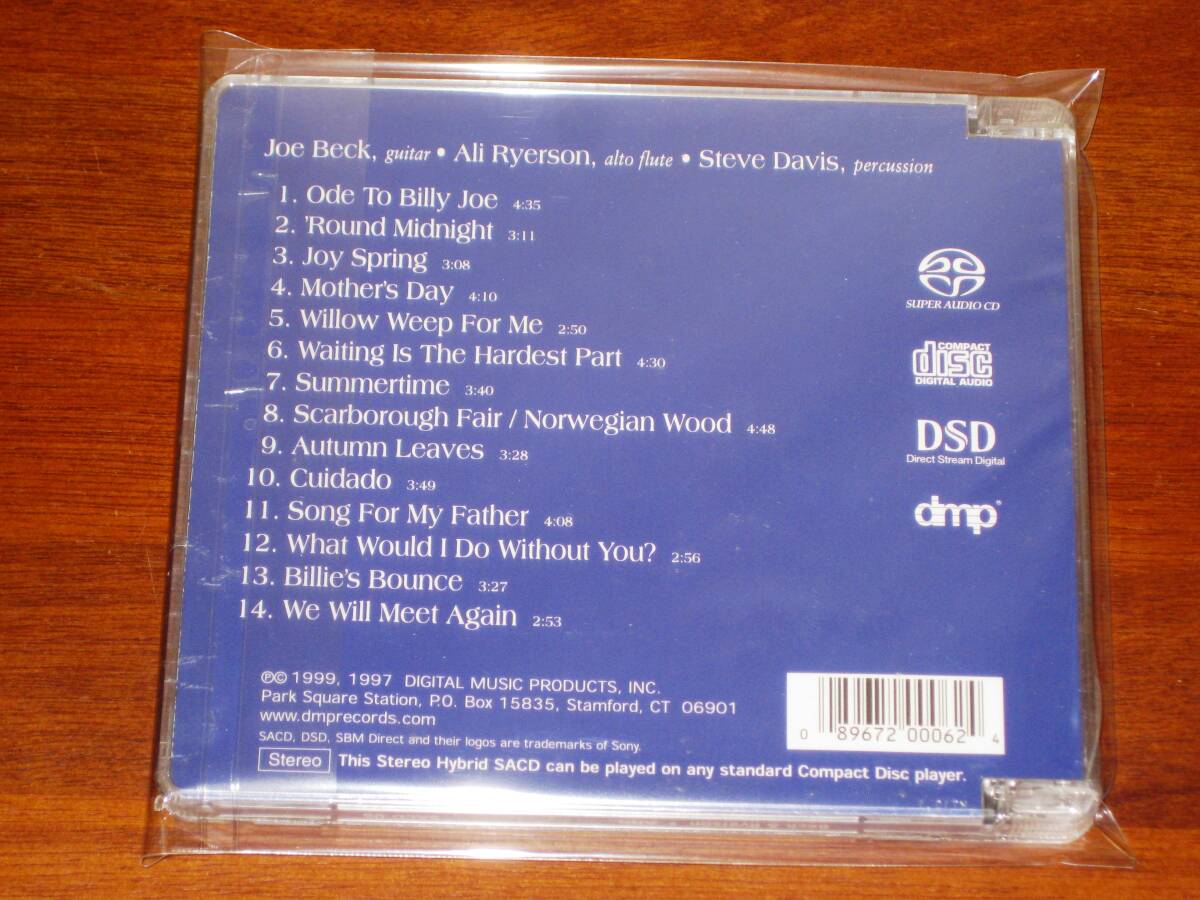 Joe Beck, guitar • Ali Ryerson, alto flute • Steve Davis, percussion
1. Ode To Billy Joe 4:35
2. 'Round Midnight 3:11
3. Joy Spring 3:08
4. Mother's Day 4:10
5. Willow Weep For Me 2:50
6. Waiting Is The Hardest Part 4:30
7. Summertime 3:40
8. Scarborough Fair / Norwegian Wood 4:48
9. Autumn Leaves 3:28
10. Cuidado 3:49
11. Song For My Father 4:08
12. What Would I Do Without You? 2:56
13. Billie's Bounce 3:27
14. We Will Meet Again 2:53
SUPER AUDIO CD
COMPACT
disc
DIGITAL AUDIO
DSD
Direct Stream Digital
dmp®
℗© 1999, 1997 DIGITAL MUSIC PRODUCTS, INC.
Park Square Station, P.O. Box 15835, Stamford, CT 06901
www.dmprecords.com
SACD, DSD, SBM Direct and their logos are trademarks of Sony.
Stereo This Stereo Hybrid SACD can be played on any standard Compact Disc player.
0 89672 00062 4